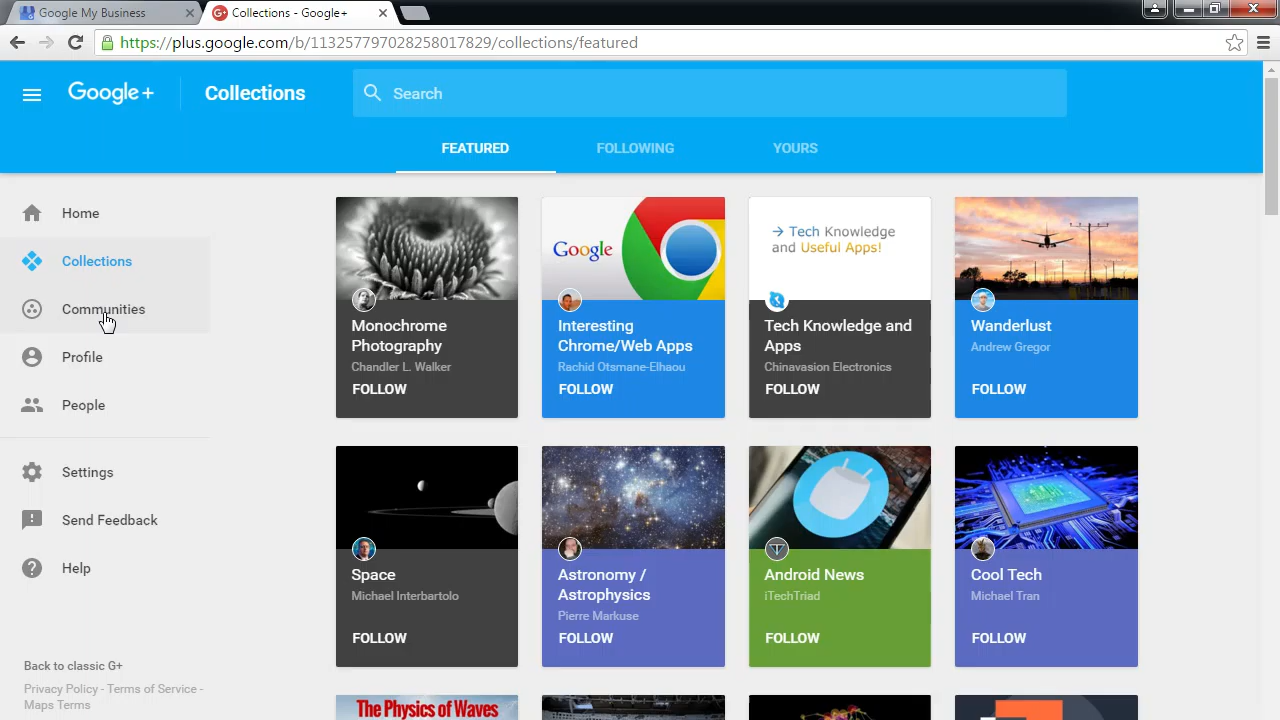 Google My Business
Collections - Google+
https://plus.google.com/b/113257797028258017829/collections/featured
Google+
Collections
Search
FEATURED
FOLLOWING
YOURS
Home
Collections
Communities
Profile
People
Settings
Send Feedback
Help
Back to classic G+
Privacy Policy - Terms of Service -
Maps Terms
Monochrome
Photography
Chandler L. Walker
FOLLOW
Google
Interesting
Chrome/Web Apps
Rachid Otsmane-Elhaou
FOLLOW
→ Tech Knowledge
and Useful Apps!
Tech Knowledge and
Apps
Chinavasion Electronics
FOLLOW
Wanderlust
Andrew Gregor
FOLLOW
Space
Michael Interbartolo
FOLLOW
Astronomy /
Astrophysics
Pierre Markuse
FOLLOW
Android News
iTechTriad
FOLLOW
Cool Tech
Michael Tran
FOLLOW
The Physics of Waves